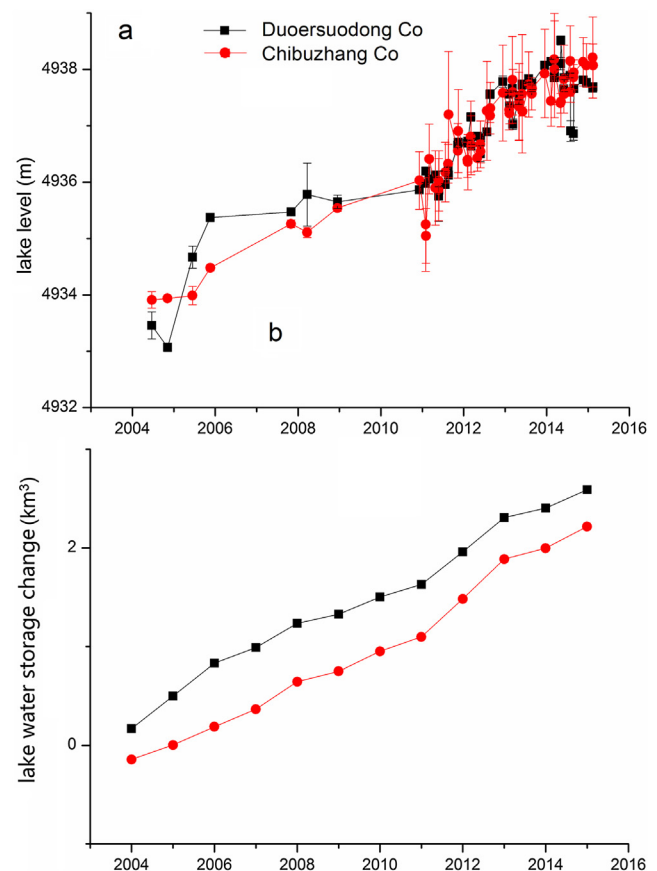 a
Duoersuodong Co
Chibuzhang Co
4938
4936
4934
4932
lake level (m)
b
2004 2006 2008 2010 2012 2014 2016
2
0
lake water storage change (km³)
2004 2006 2008 2010 2012 2014 2016